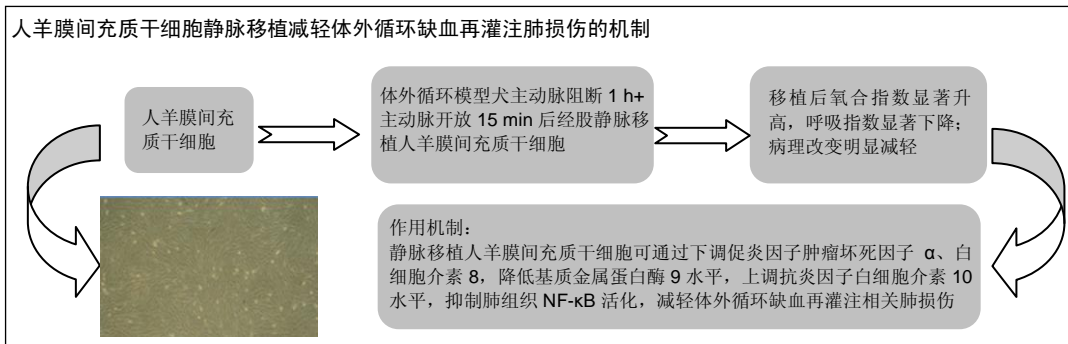 人羊膜间充质干细胞静脉移植减轻体外循环缺血再灌注肺损伤的机制
人羊膜间充
质干细胞
体外循环模型犬主动脉阻断 1 h+
主动脉开放 15 min 后经股静脉移
植人羊膜间充质干细胞
移植后氧合指数显著升
高，呼吸指数显著下降；
病理改变明显减轻
作用机制：
静脉移植人羊膜间充质干细胞可通过下调促炎因子肿瘤坏死因子 α、白
细胞介素 8，降低基质金属蛋白酶 9 水平，上调抗炎因子白细胞介素 10
水平，抑制肺组织 NF-κB 活化，减轻体外循环缺血再灌注相关肺损伤